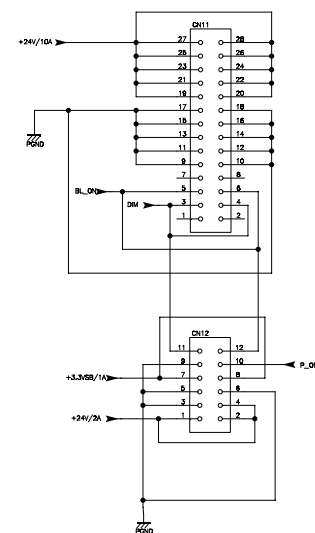 CN11
+24V/10A
27 28
25 26
23 24
21 22
19 20
17 18
15 16
13 14
11 12
9 10
PGND
7 8
BL_ON 5 6
DIM 3 4
1 2
CN12
11 12
9 10 P_O
+3.3VSB/1A 7 8
5 6
3 4
+24V/2A 1 2
PGND